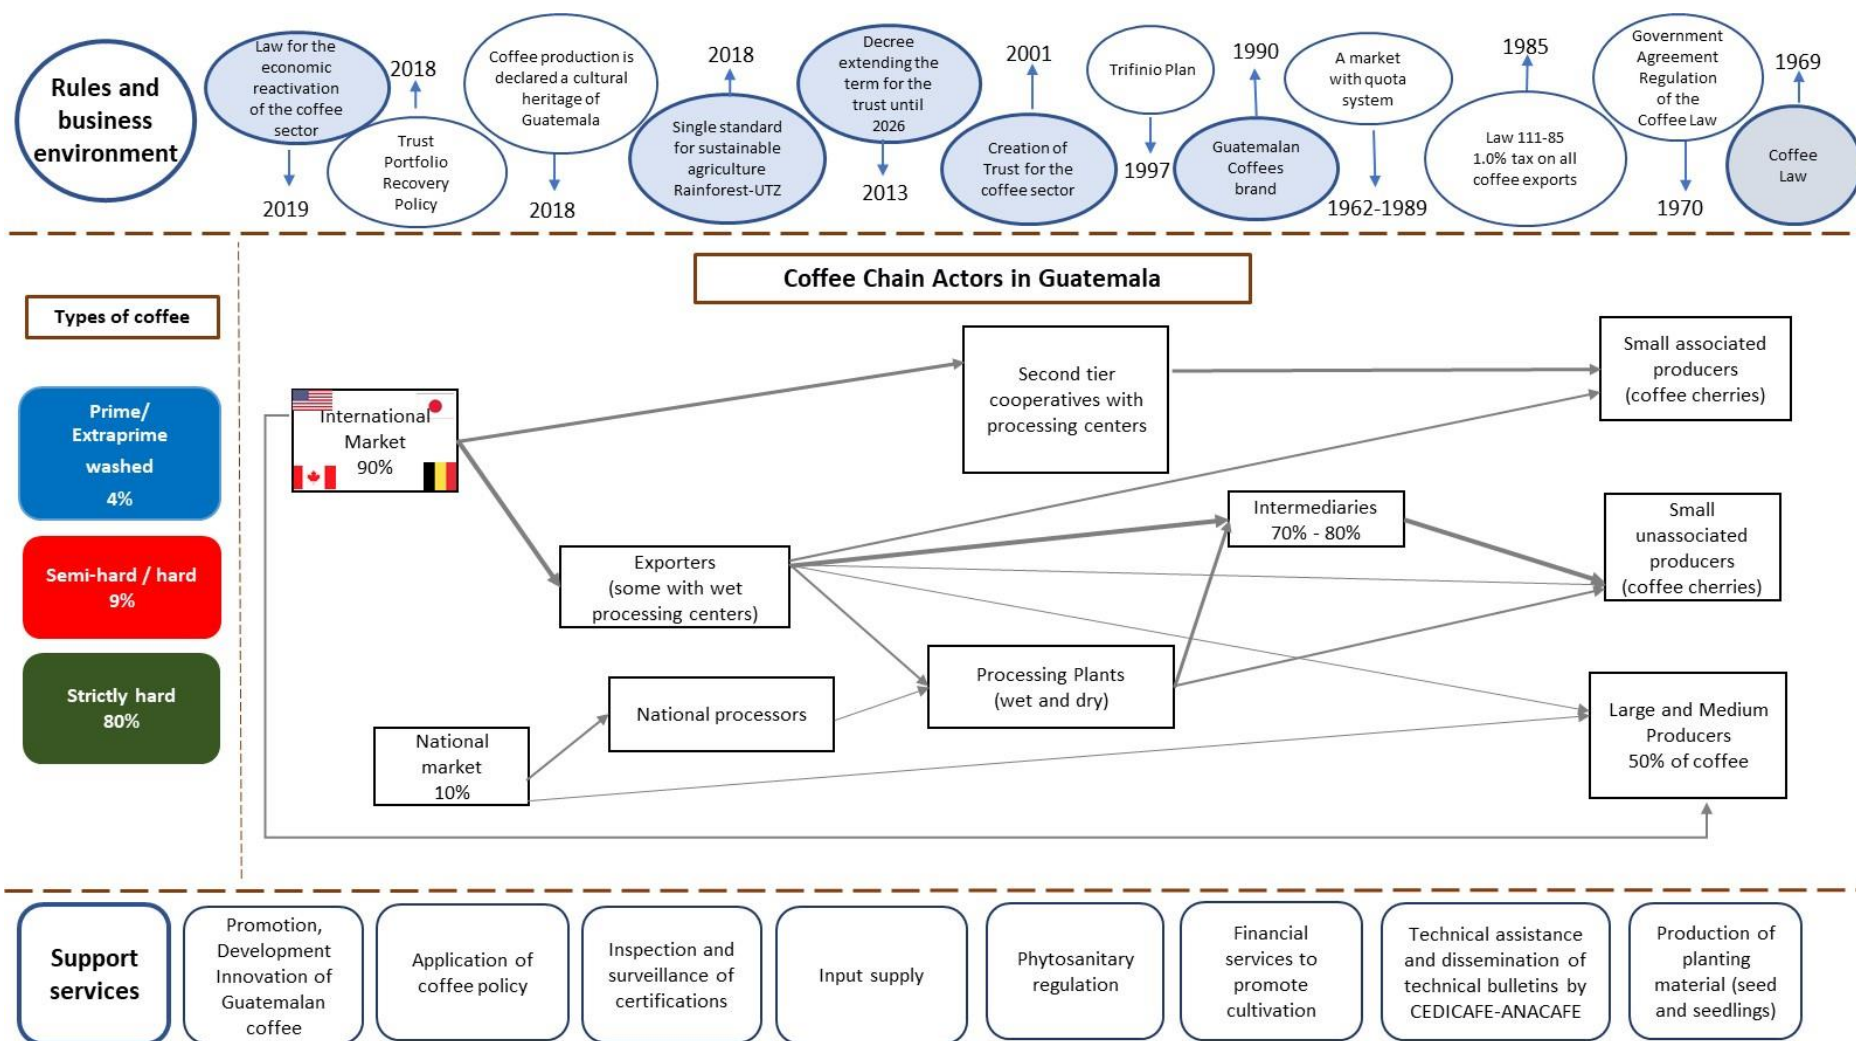 Rules and
business
environment
Law for the
economic
reactivation
of the coffee
sector
2019
2018
Trust
Portfolio
Recovery
Policy
Coffee production is
declared a cultural
heritage of
Guatemala
2018
2018
Single standard
for sustainable
agriculture
Rainforest-UTZ
Decree
extending the
term for the
trust until
2026
2013
2001
Creation of
Trust for the
coffee sector
Trifinio Plan
1997
1990
Guatemalan
Coffees
brand
A market
with quota
system
1962-1989
1985
Law 111-85
1.0% tax on all
coffee exports
Government
Agreement
Regulation
of the
Coffee Law
1970
1969
Coffee
Law
Coffee Chain Actors in Guatemala
Types of coffee
Prime/
Extraprime
washed
4%
Semi-hard / hard
9%
Strictly hard
80%
International
Market
90%
Second tier
cooperatives with
processing centers
Small associated
producers
(coffee cherries)
Exporters
(some with wet
processing centers)
Intermediaries
70% - 80%
Small
unassociated
producers
(coffee cherries)
National
market
10%
National processors
Processing Plants
(wet and dry)
Large and Medium
Producers
50% of coffee
Support
services
Promotion,
Development
Innovation of
Guatemalan
coffee
Application of
coffee policy
Inspection and
surveillance of
certifications
Input supply
Phytosanitary
regulation
Financial
services to
promote
cultivation
Technical assistance
and dissemination of
technical bulletins by
CEDICAFE-ANACAFE
Production of
planting
material (seed
and seedlings)